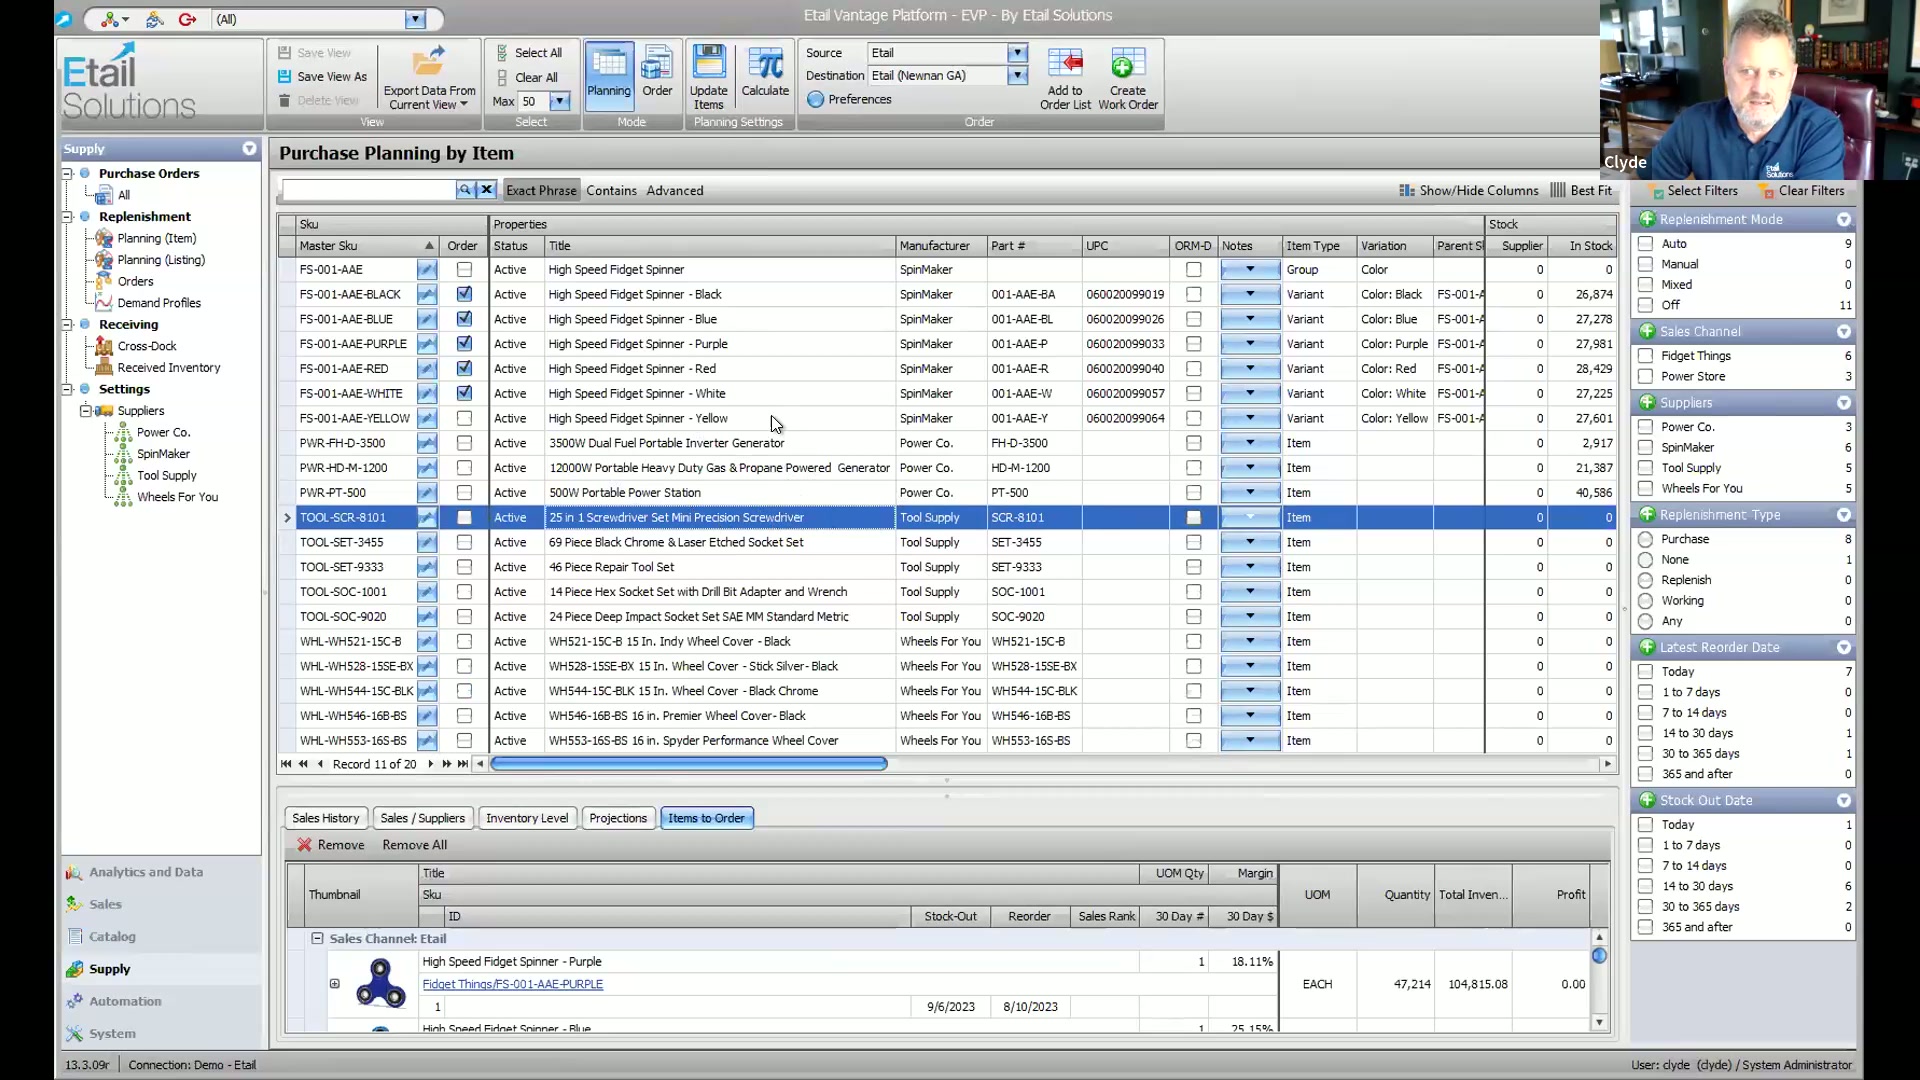 (All)
Etail Vantage Platform - EVP - By Etail Solutions
Etail
Solutions
Save View
Save View As
Delete View
Export Data From
Current View
View
Select All
Clear All
Max 50
Select
Planning
Order
Mode
Update
Items
Calculate
Planning Settings
Source Etail
Destination Etail (Newnan GA)
Preferences
Add to
Order List
Create
Work Order
Order
Clyde
Etail
Solutions
Supply
Purchase Orders
All
Replenishment
Planning (Item)
Planning (Listing)
Orders
Demand Profiles
Receiving
Cross-Dock
Received Inventory
Settings
Suppliers
Power Co.
SpinMaker
Tool Supply
Wheels For You
Analytics and Data
Sales
Catalog
Supply
Automation
System
Purchase Planning by Item
Exact Phrase Contains Advanced
Show/Hide Columns Best Fit
Sku Properties Stock
Master Sku Order Status Title Manufacturer Part # UPC ORM-D Notes Item Type Variation Parent S Supplier In Stock
FS-001-AAE Active High Speed Fidget Spinner SpinMaker Group Color 0 0
FS-001-AAE-BLACK Active High Speed Fidget Spinner - Black SpinMaker 001-AAE-BA 060020099019 Variant Color: Black FS-001-A 0 26,874
FS-001-AAE-BLUE Active High Speed Fidget Spinner - Blue SpinMaker 001-AAE-BL 060020099026 Variant Color: Blue FS-001-A 0 27,278
FS-001-AAE-PURPLE Active High Speed Fidget Spinner - Purple SpinMaker 001-AAE-P 060020099033 Variant Color: Purple FS-001-A 0 27,981
FS-001-AAE-RED Active High Speed Fidget Spinner - Red SpinMaker 001-AAE-R 060020099040 Variant Color: Red FS-001-A 0 28,429
FS-001-AAE-WHITE Active High Speed Fidget Spinner - White SpinMaker 001-AAE-W 060020099057 Variant Color: White FS-001-A 0 27,225
FS-001-AAE-YELLOW Active High Speed Fidget Spinner - Yellow SpinMaker 001-AAE-Y 060020099064 Variant Color: Yellow FS-001-A 0 27,601
PWR-FH-D-3500 Active 3500W Dual Fuel Portable Inverter Generator Power Co. FH-D-3500 Item 0 2,917
PWR-HD-M-1200 Active 12000W Portable Heavy Duty Gas & Propane Powered Generator Power Co. HD-M-1200 Item 0 21,387
PWR-PT-500 Active 500W Portable Power Station Power Co. PT-500 Item 0 40,586
TOOL-SCR-8101 Active 25 in 1 Screwdriver Set Mini Precision Screwdriver Tool Supply SCR-8101 Item 0 0
TOOL-SET-3455 Active 69 Piece Black Chrome & Laser Etched Socket Set Tool Supply SET-3455 Item 0 0
TOOL-SET-9333 Active 46 Piece Repair Tool Set Tool Supply SET-9333 Item 0 0
TOOL-SOC-1001 Active 14 Piece Hex Socket Set with Drill Bit Adapter and Wrench Tool Supply SOC-1001 Item 0 0
TOOL-SOC-9020 Active 24 Piece Deep Impact Socket Set SAE MM Standard Metric Tool Supply SOC-9020 Item 0 0
WHL-WH521-15C-B Active WH521-15C-B 15 In. Indy Wheel Cover - Black Wheels For You WH521-15C-B Item 0 0
WHL-WH528-15SE-BX Active WH528-15SE-BX 15 In. Wheel Cover - Stick Silver- Black Wheels For You WH528-15SE-BX Item 0 0
WHL-WH544-15C-BLK Active WH544-15C-BLK 15 In. Wheel Cover - Black Chrome Wheels For You WH544-15C-BLK Item 0 0
WHL-WH546-16B-BS Active WH546-16B-BS 16 in. Premier Wheel Cover- Black Wheels For You WH546-16B-BS Item 0 0
WHL-WH553-16S-BS Active WH553-16S-BS 16 in. Spyder Performance Wheel Cover Wheels For You WH553-16S-BS Item 0 0
Record 11 of 20
Sales History Sales / Suppliers Inventory Level Projections Items to Order
Remove Remove All
Thumbnail Title UOM Qty Margin UOM Quantity Total Inven... Profit
Sku
ID Stock-Out Reorder Sales Rank 30 Day # 30 Day $
Sales Channel: Etail
High Speed Fidget Spinner - Purple 1 18.11%
Fidget Things/FS-001-AAE-PURPLE EACH 47,214 104,815.08 0.00
1 9/6/2023 8/10/2023
High Speed Fidget Spinner - Blue 1 25.15%
Select Filters Clear Filters
Replenishment Mode
Auto 9
Manual
Mixed
Off 11
Sales Channel
Fidget Things 6
Power Store 3
Suppliers
Power Co. 3
SpinMaker 6
Tool Supply 5
Wheels For You 5
Replenishment Type
Purchase 8
None 1
Replenish 0
Working 0
Any 0
Latest Reorder Date
Today 7
1 to 7 days 0
7 to 14 days 0
14 to 30 days 1
30 to 365 days 1
365 and after 0
Stock Out Date
Today 1
1 to 7 days 0
7 to 14 days 0
14 to 30 days 6
30 to 365 days 2
365 and after 0
13.3.09r Connection: Demo - Etail
User: clyde (clyde) / System Administrator